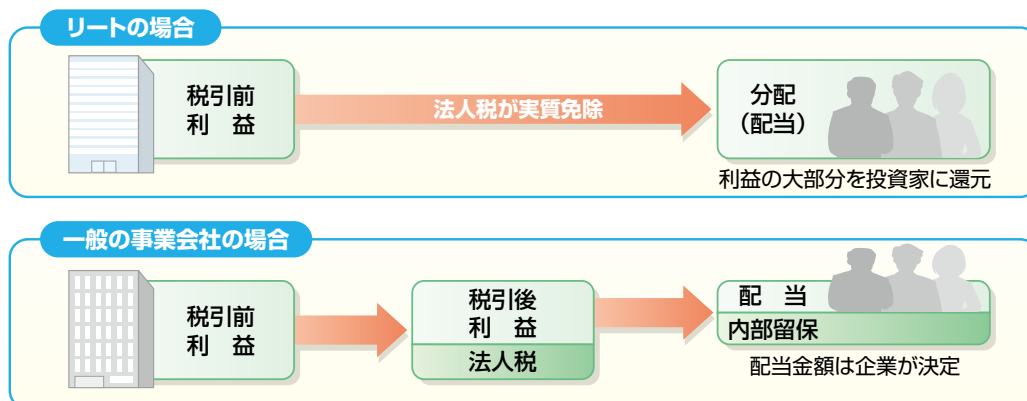 リートの場合
税引前
利　益
法人税が実質免除
分配
（配当）
利益の大部分を投資家に還元
一般の事業会社の場合
税引前
利　益
税引後
利　益
法人税
配　当
内部留保
配当金額は企業が決定